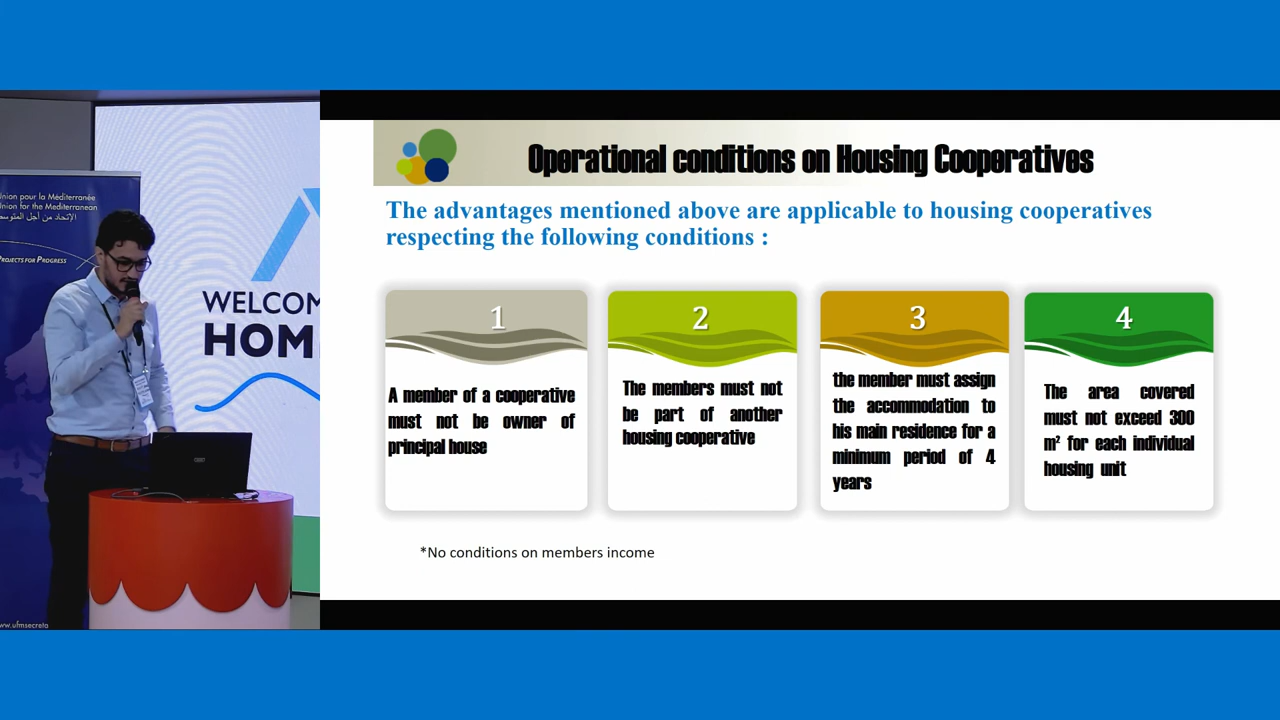 Union pour la Méditerranée
Union for the Mediterranean
الإتحاد من أجل المتوسط
PROJECTS FOR PROGRESS
WELCOM
HOM
Operational conditions on Housing Cooperatives
The advantages mentioned above are applicable to housing cooperatives
respecting the following conditions :
1
A member of a cooperative
must not be owner of
principal house
2
The members must not
be part of another
housing cooperative
3
the member must assign
the accommodation to
his main residence for a
minimum period of 4
years
4
The area covered
must not exceed 300
m² for each individual
housing unit
*No conditions on members income
www.ufmsecreta